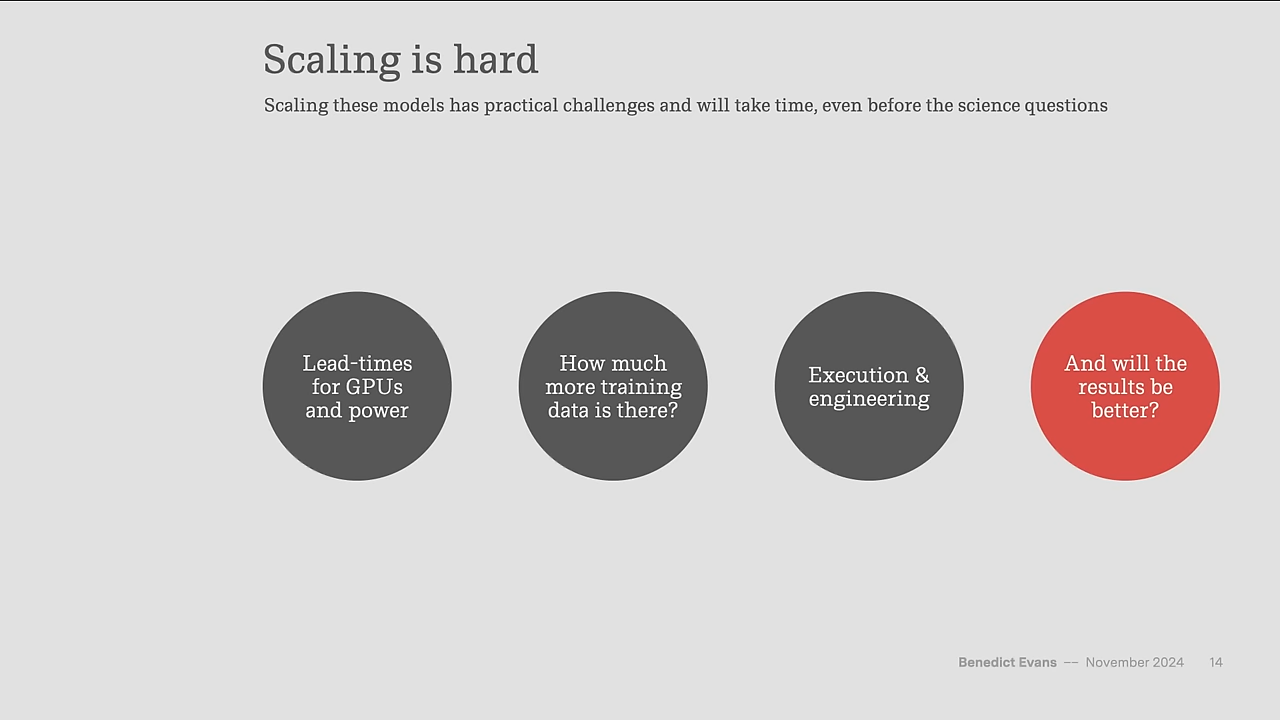 Scaling is hard
Scaling these models has practical challenges and will take time, even before the science questions
Lead-times
for GPUs
and power
How much
more training
data is there?
Execution &
engineering
And will the
results be
better?
Benedict Evans –– November 2024 14